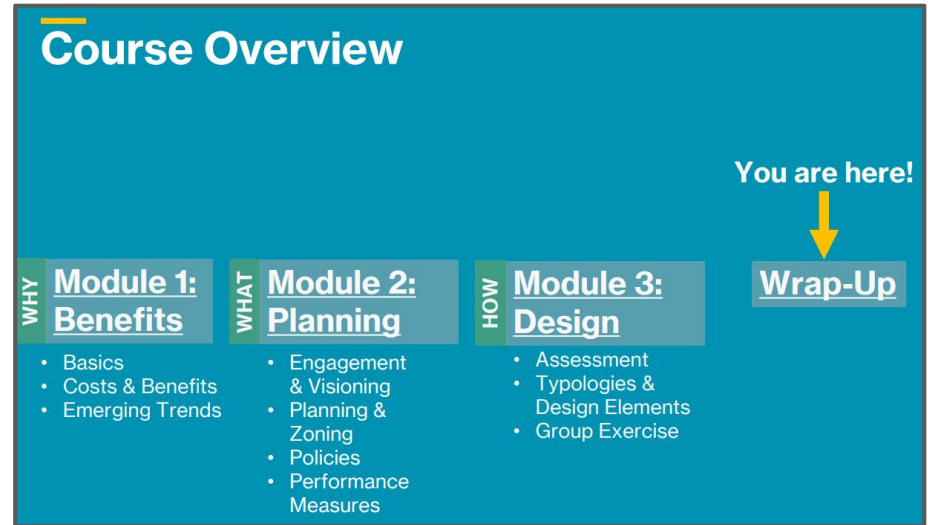 Course Overview
You are here!
WHY
Module 1:
Benefits
• Basics
• Costs & Benefits
• Emerging Trends
WHAT
Module 2:
Planning
• Engagement
& Visioning
• Planning &
Zoning
• Policies
• Performance
Measures
HOW
Module 3:
Design
• Assessment
• Typologies &
Design Elements
• Group Exercise
Wrap-Up